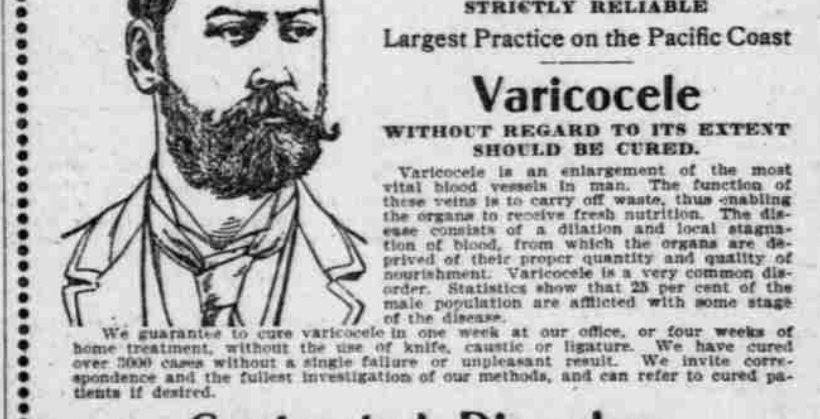 STRICTLY RELIABLE
Largest Practice on the Pacific Coast
Varicocele
WITHOUT REGARD TO ITS EXTENT
SHOULD BE CURED.
Varicocele is an enlargement of the most
vital blood vessels in man. The function of
these veins is to carry off waste, thus enabling
the organs to receive fresh nutrition. The dis-
ease consists of a dilation and local stagna-
tion of blood, from which the organs are de-
prived of their proper quantity and quality of
nourishment. Varicocele is a very common dis-
order. Statistics show that 25 per cent of the
male population are afflicted with some stage
of the disease.
We guarantee to cure varicocele in one week at our office, or four weeks of
home treatment, without the use of knife, caustic or ligature. We have cured
over 3000 cases without a single failure or unpleasant result. We invite corre-
spondence and the fullest investigation of our methods, and can refer to cured pa-
tients if desired.